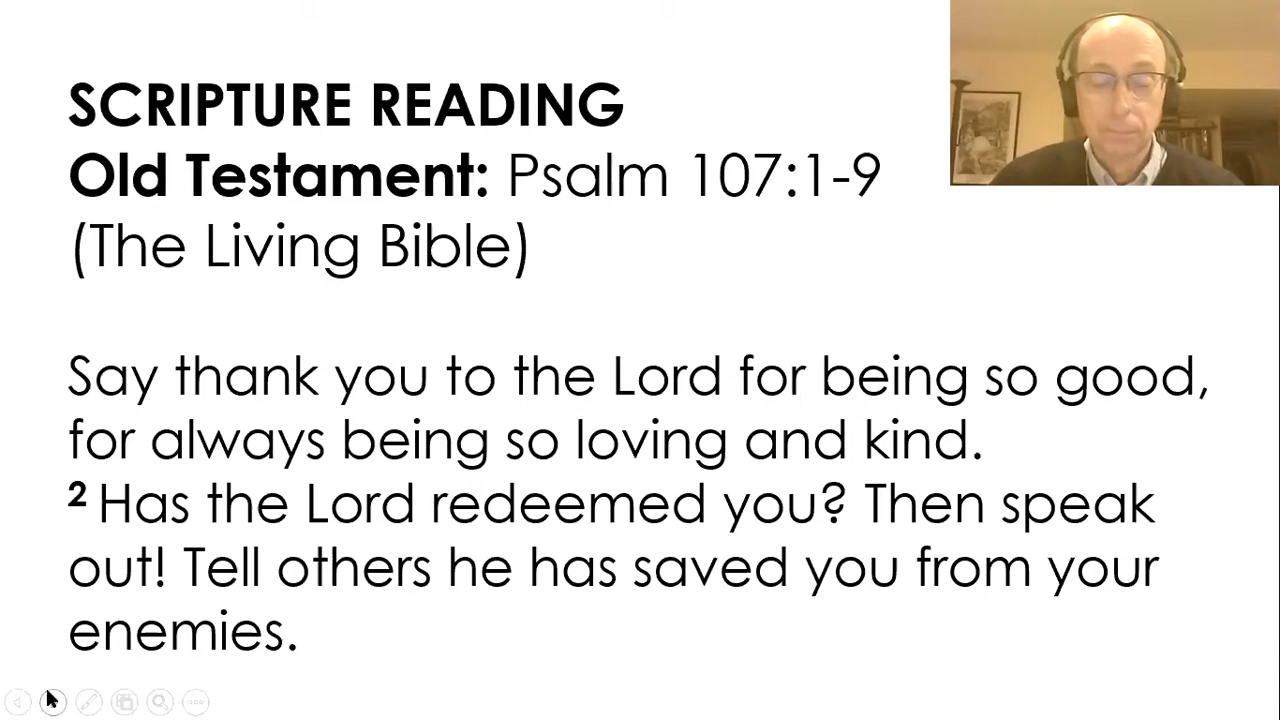 SCRIPTURE READING
Old Testament: Psalm 107:1-9
(The Living Bible)
Say thank you to the Lord for being so good,
for always being so loving and kind.
2 Has the Lord redeemed you? Then speak
out! Tell others he has saved you from your
enemies.